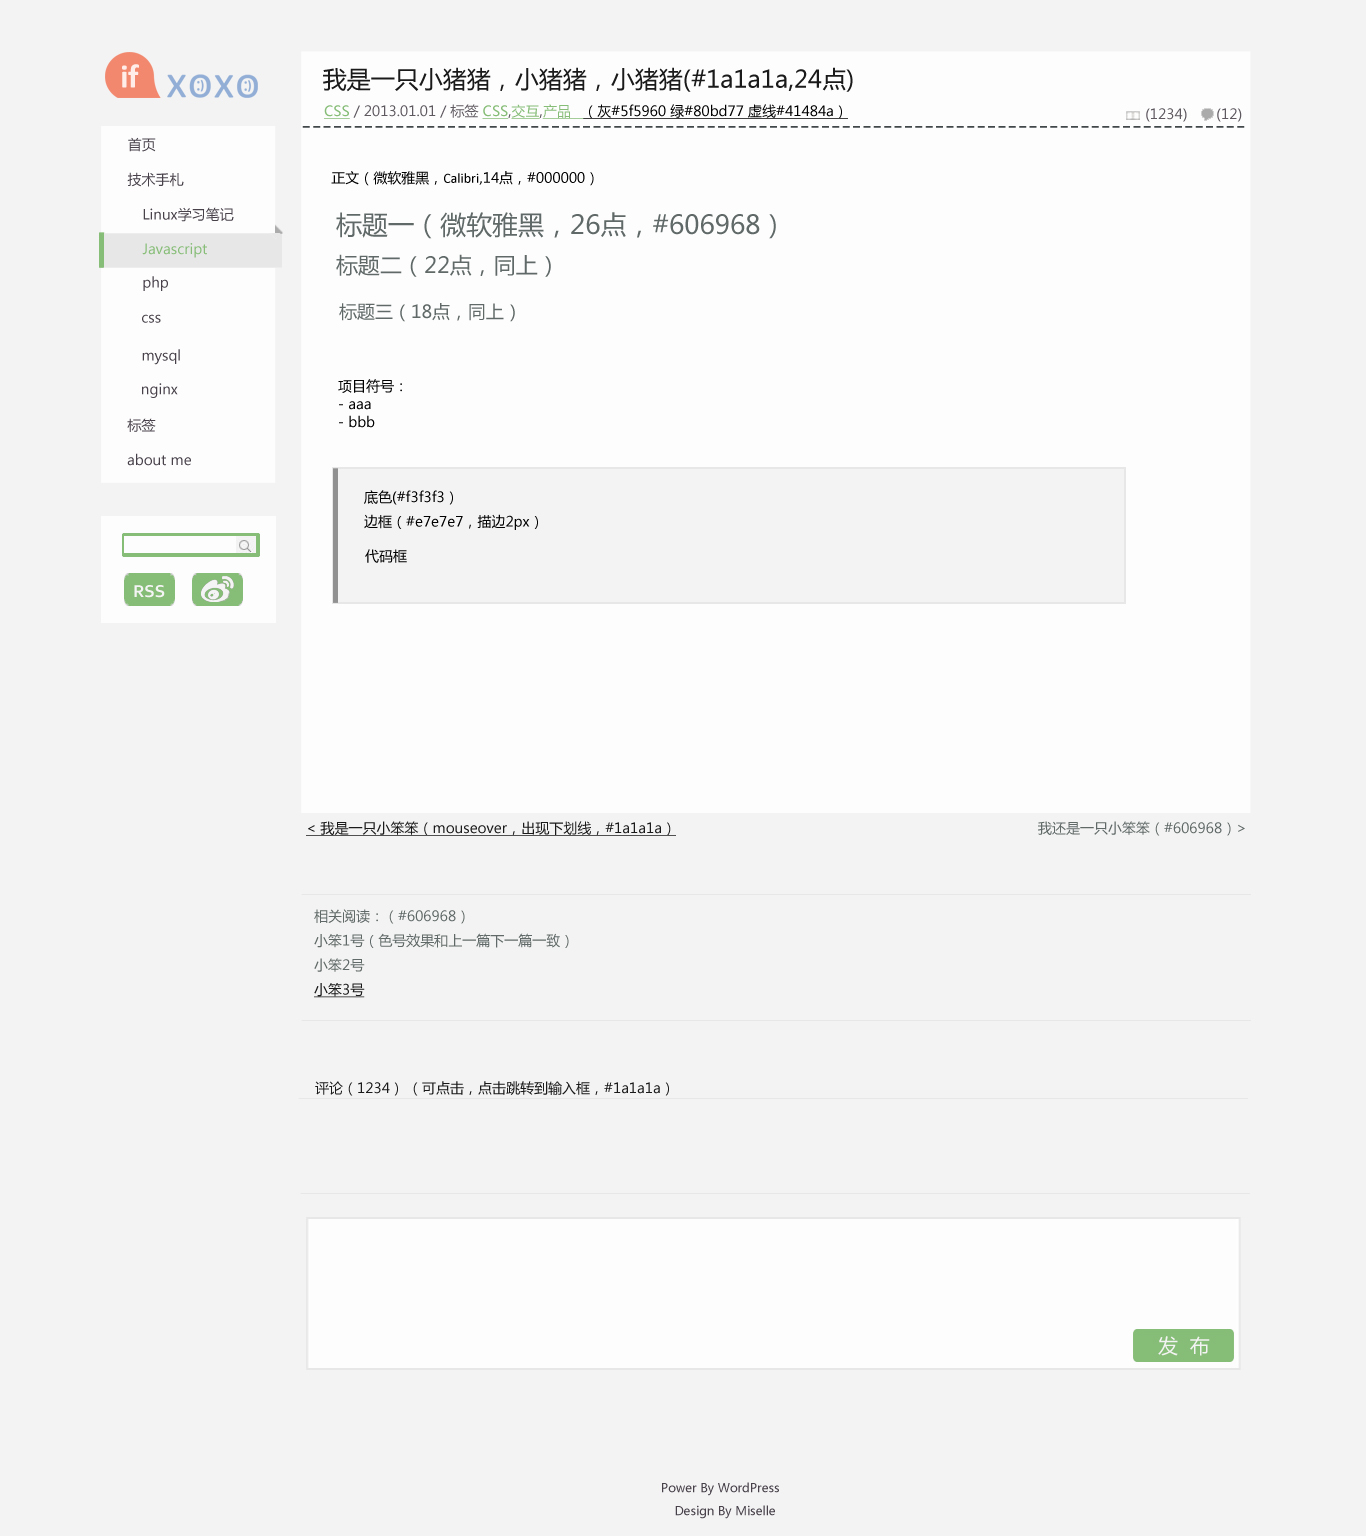 if xoxo
首页
技术手札
Linux学习笔记
Javascript
php
css
mysql
nginx
标签
about me
RSS
我是一只小猪猪，小猪猪，小猪猪(#1a1a1a,24点)
CSS / 2013.01.01 / 标签 CSS,交互,产品 （灰#5f5960 绿#80bd77 虚线#41484a）
(1234) (12)
正文（微软雅黑，Calibri,14点，#000000）
标题一（微软雅黑，26点，#606968）
标题二（22点，同上）
标题三（18点，同上）
项目符号：
- aaa
- bbb
底色(#f3f3f3）
边框（#e7e7e7，描边2px）
代码框
< 我是一只小笨笨（mouseover，出现下划线，#1a1a1a）
我还是一只小笨笨（#606968）>
相关阅读：（#606968）
小笨1号（色号效果和上一篇下一篇一致）
小笨2号
小笨3号
评论（1234）（可点击，点击跳转到输入框，#1a1a1a）
发 布
Power By WordPress
Design By Miselle